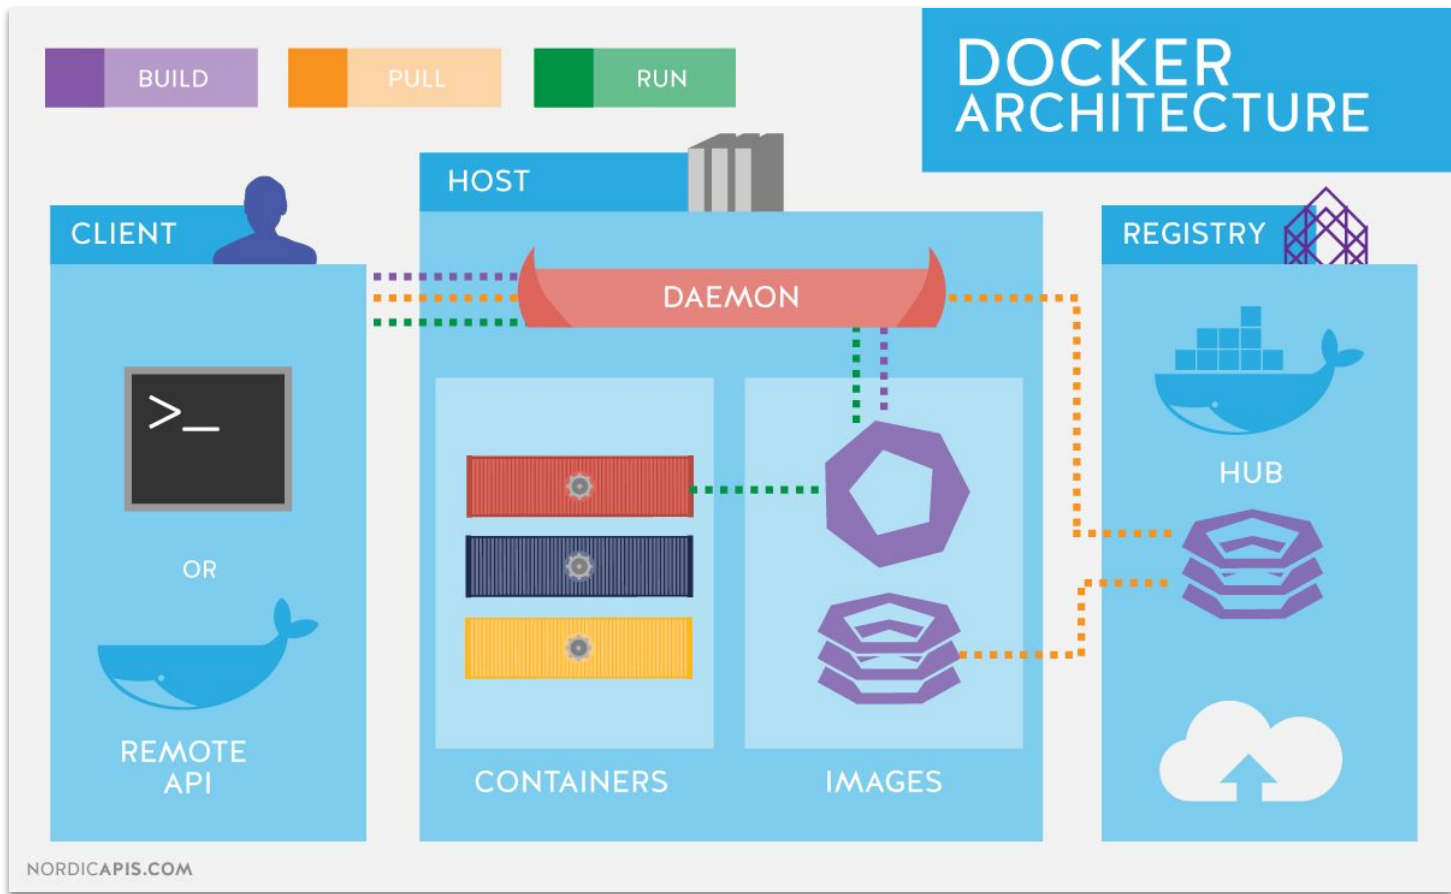 BUILD
PULL
RUN
DOCKER
ARCHITECTURE
HOST
CLIENT
REGISTRY
DAEMON
>_
HUB
OR
REMOTE
API
CONTAINERS
IMAGES
NORDICAPIS.COM